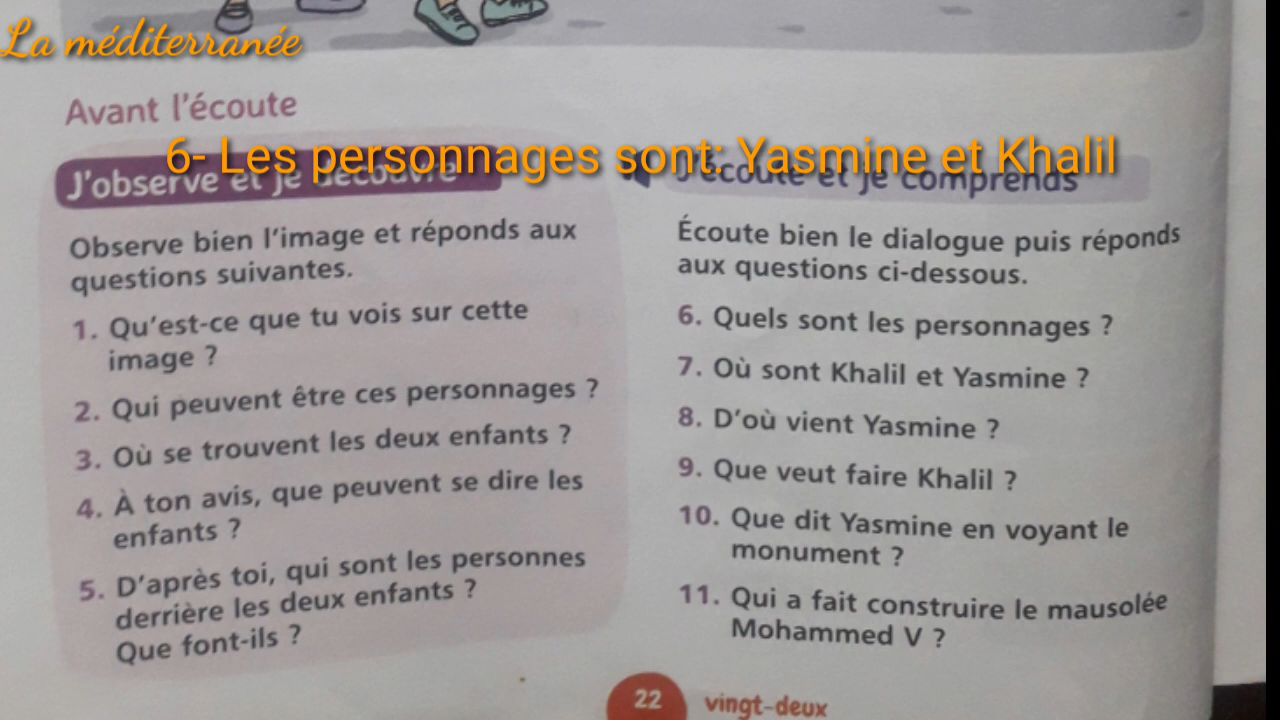 La méditerranée
Avant l'écoute
6- Les personnages sont: Yasmine et Khalil
J'observe et je découvre
Observe bien l'image et réponds aux
questions suivantes.
1. Qu'est-ce que tu vois sur cette
image ?
2. Qui peuvent être ces personnages ?
3. Où se trouvent les deux enfants ?
4. À ton avis, que peuvent se dire les
enfants ?
5. D'après toi, qui sont les personnes
derrière les deux enfants ?
Que font-ils ?
J'écoute et je comprends
Écoute bien le dialogue puis réponds
aux questions ci-dessous.
6. Quels sont les personnages ?
7. Où sont Khalil et Yasmine ?
8. D'où vient Yasmine ?
9. Que veut faire Khalil ?
10. Que dit Yasmine en voyant le
monument ?
11. Qui a fait construire le mausolée
Mohammed V ?
22 vingt-deux